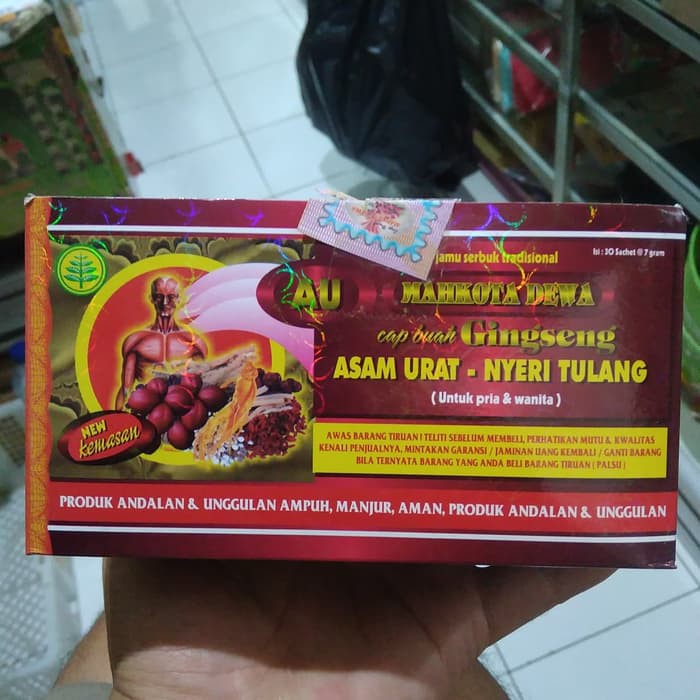 jamu serbuk tradisional
Isi : 30 Sachet @ 7 gram
AU MAHKOTA DEWA
cap buah Gingseng
ASAM URAT - NYERI TULANG
( Untuk pria & wanita )
NEW
kemasan
AWAS BARANG TIRUAN ! TELITI SEBELUM MEMBELI, PERHATIKAN MUTU & KWALITAS
KENALI PENJUALNYA, MINTAKAN GARANSI / JAMINAN UANG KEMBALI / GANTI BARANG
BILA TERNYATA BARANG YANG ANDA BELI BARANG TIRUAN ( PALSU )
PRODUK ANDALAN & UNGGULAN AMPUH, MANJUR, AMAN, PRODUK ANDALAN & UNGGULAN